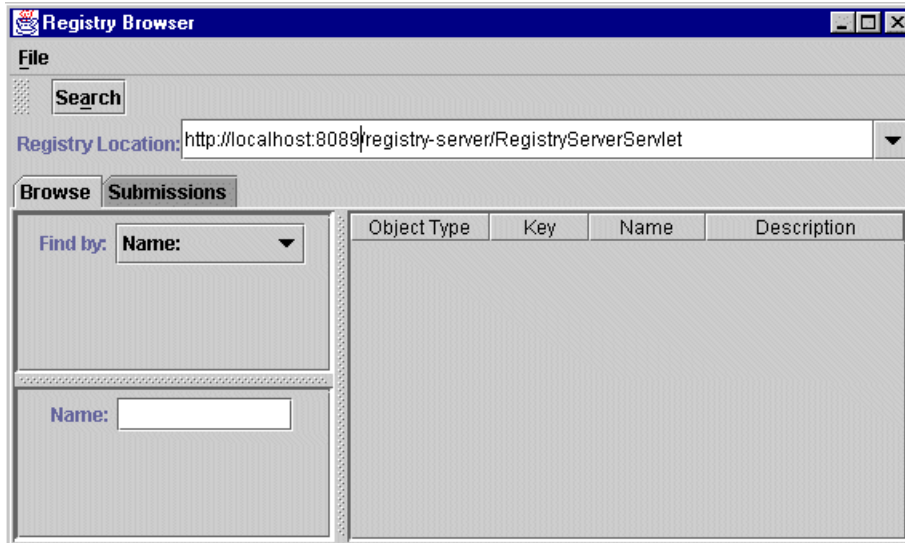 Registry Browser
File
Search
Registry Location: http://localhost:8089/registry-server/RegistryServerServlet
Browse Submissions
Find by: Name:
Object Type Key Name Description
Name: